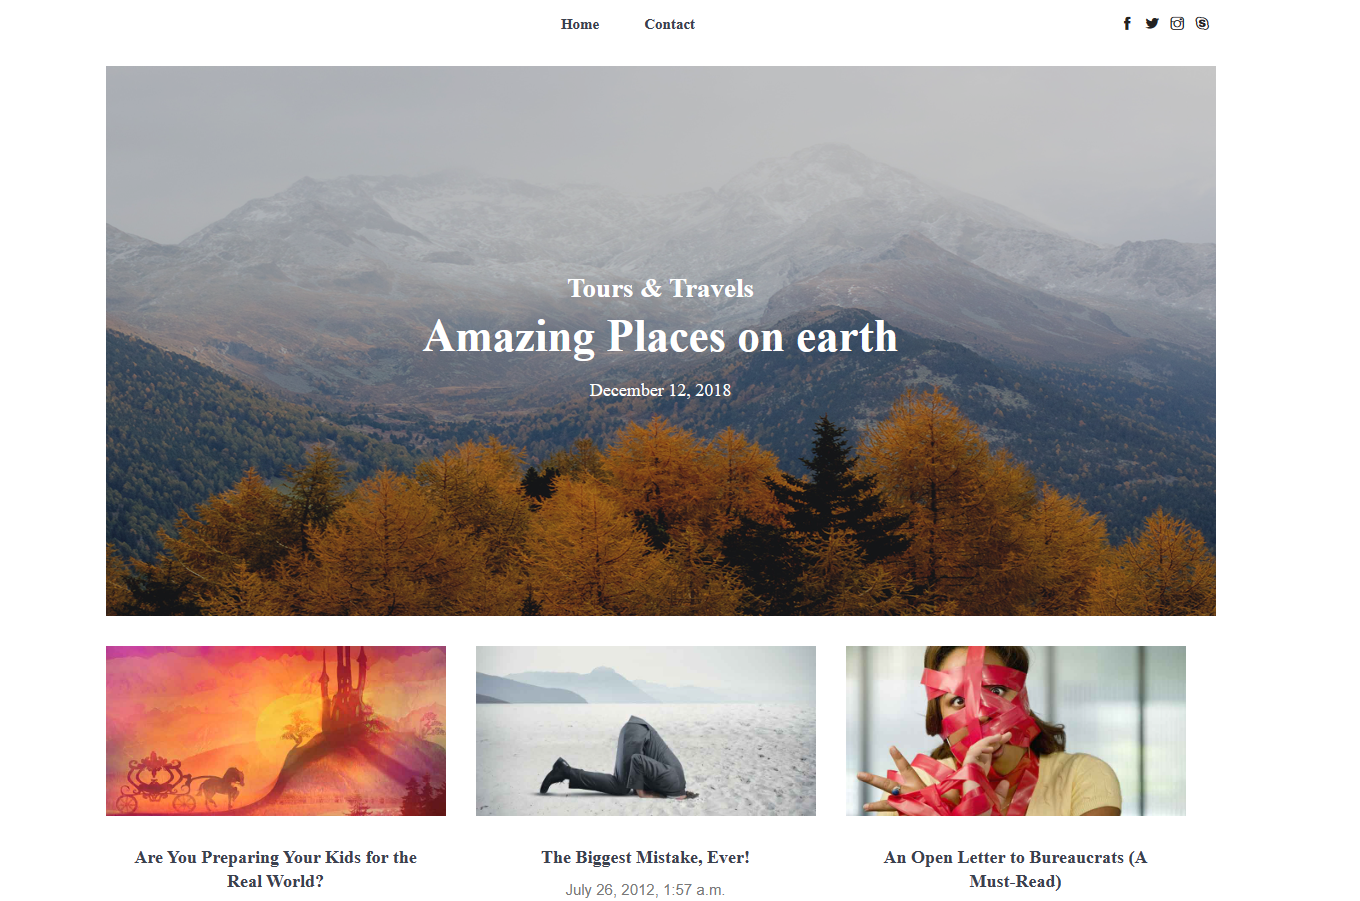 Home Contact
Tours & Travels
Amazing Places on earth
December 12, 2018
Are You Preparing Your Kids for the
Real World?
The Biggest Mistake, Ever!
July 26, 2012, 1:57 a.m.
An Open Letter to Bureaucrats (A
Must-Read)